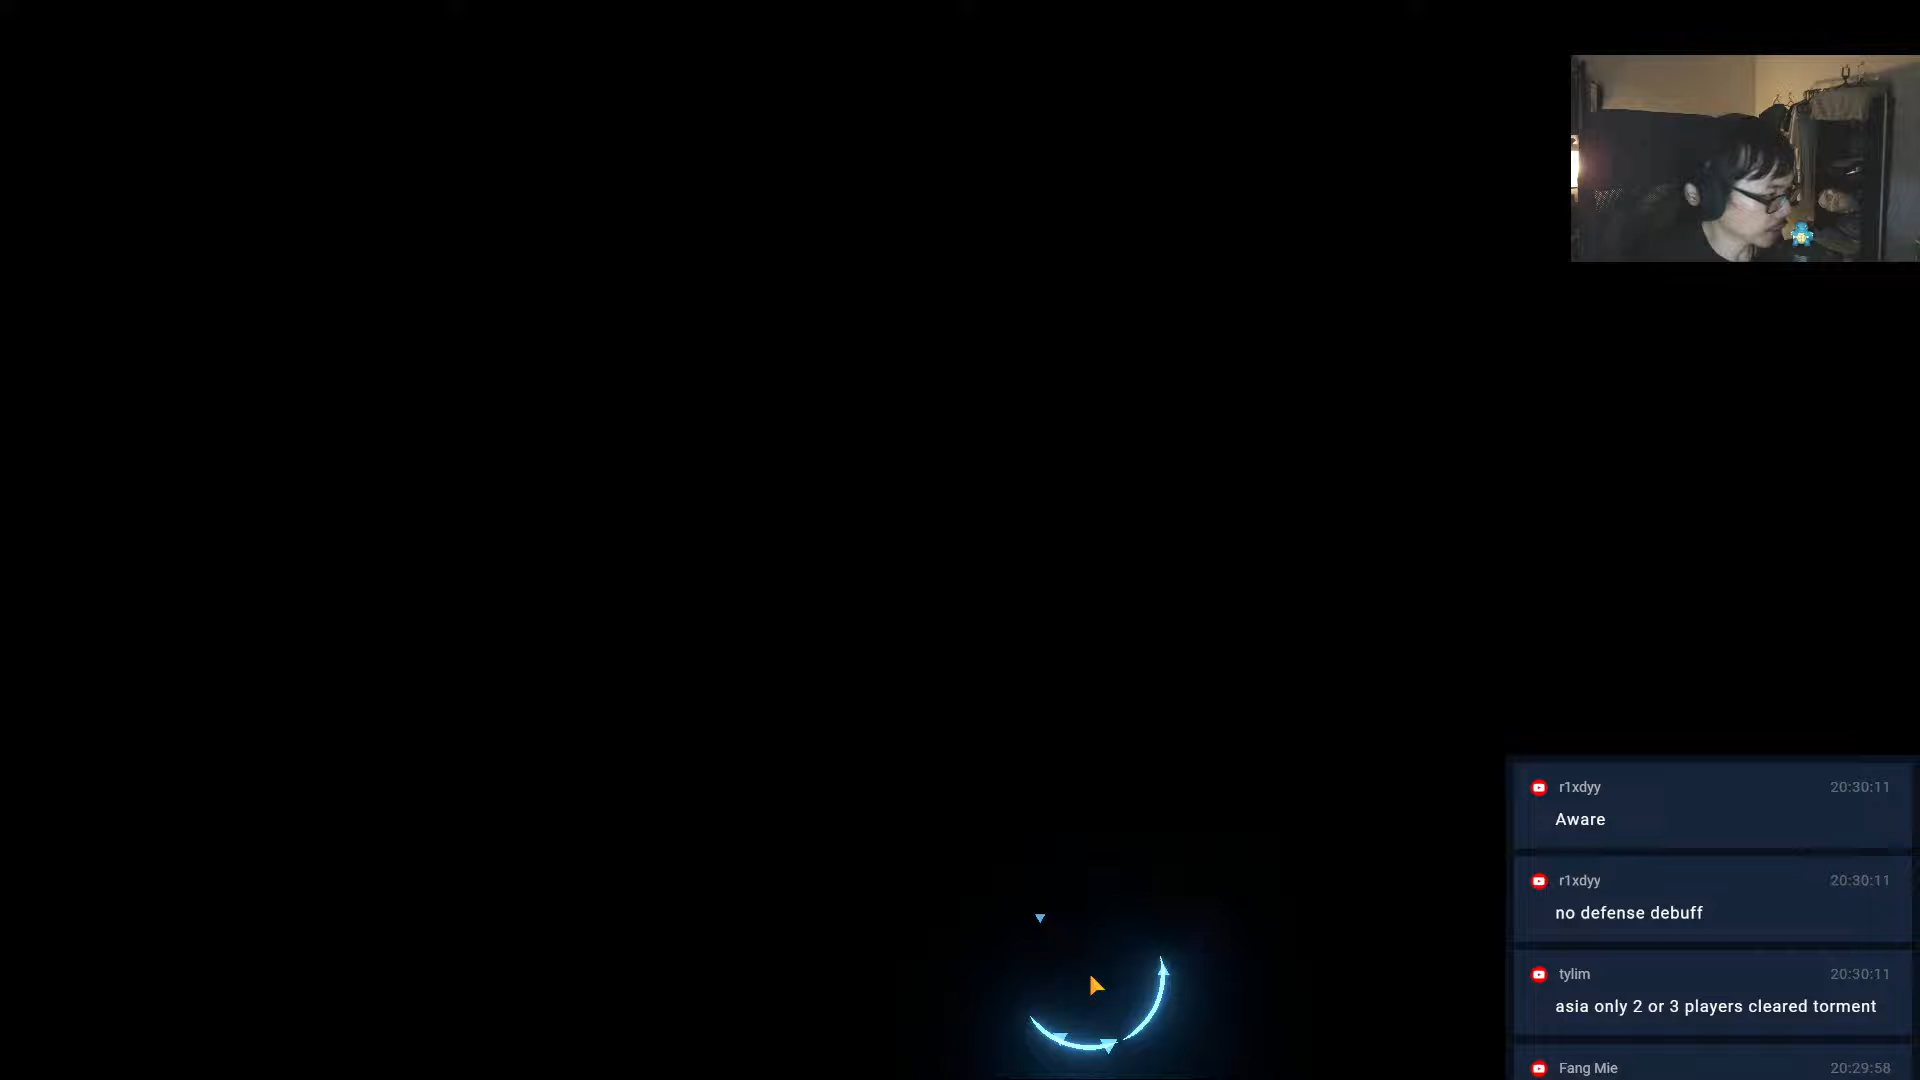 r1xdyy 20:30:11
Aware
r1xdyy 20:30:11
no defense debuff
tylim 20:30:11
asia only 2 or 3 players cleared torment
Fang Mie 20:29:58